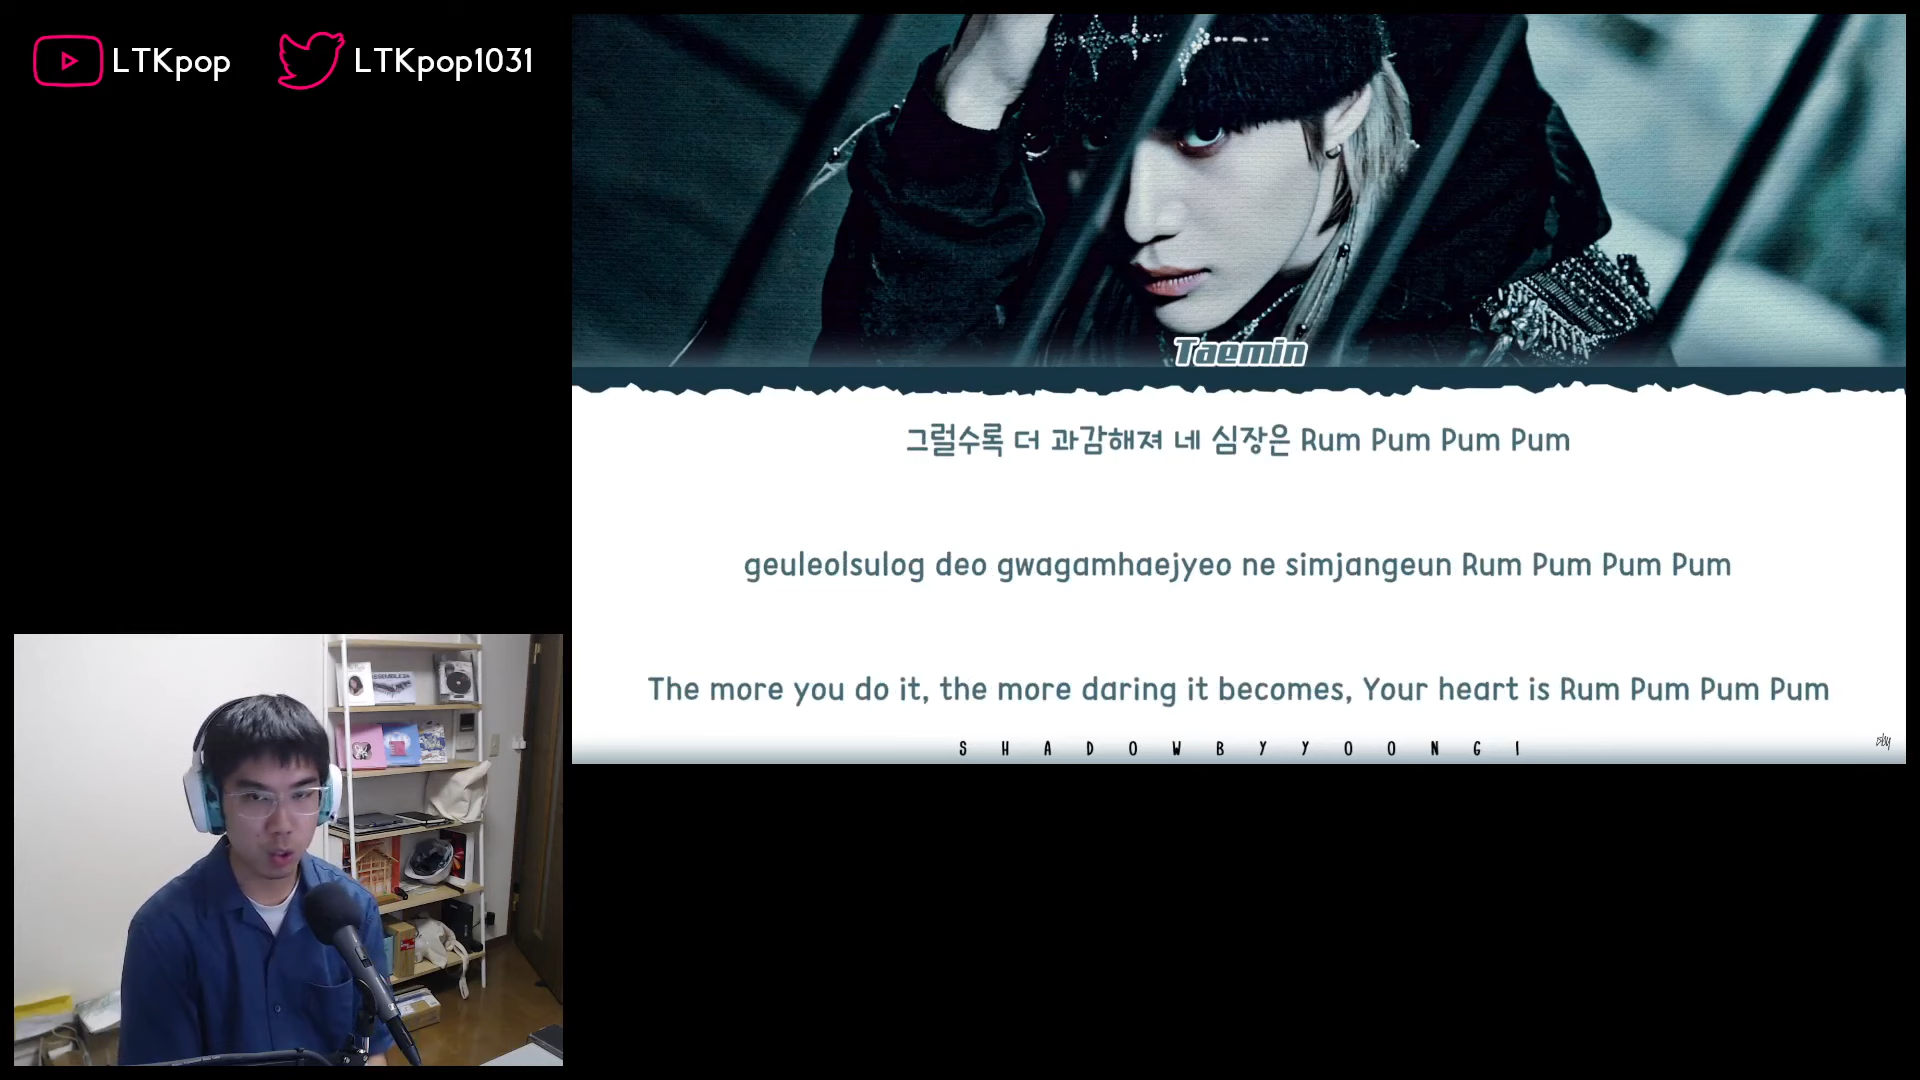 LTKpop LTKpop1031
Taemin
그럴수록 더 과감해져 네 심장은 Rum Pum Pum Pum
geuleolsulog deo gwagamhaejyeo ne simjangeun Rum Pum Pum Pum
The more you do it, the more daring it becomes, Your heart is Rum Pum Pum Pum
SHADOWBYYOONGI